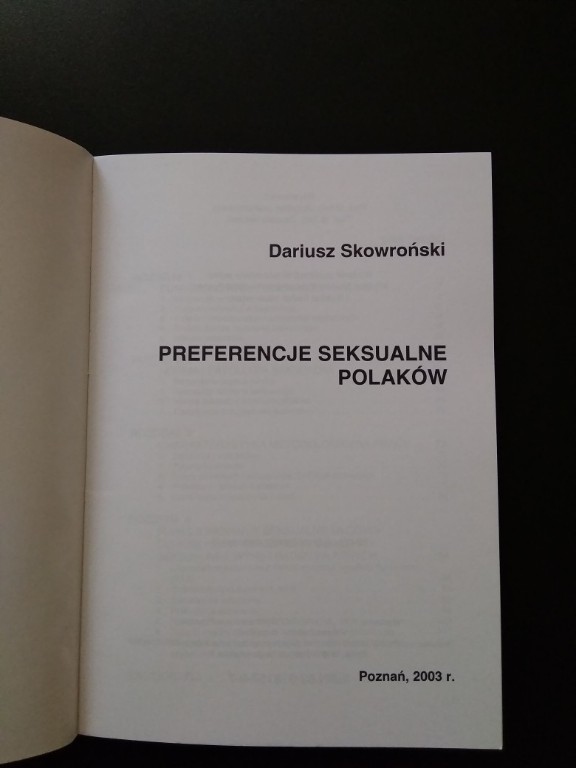 Dariusz Skowroński
PREFERENCJE SEKSUALNE
POLAKÓW
Poznań, 2003 r.